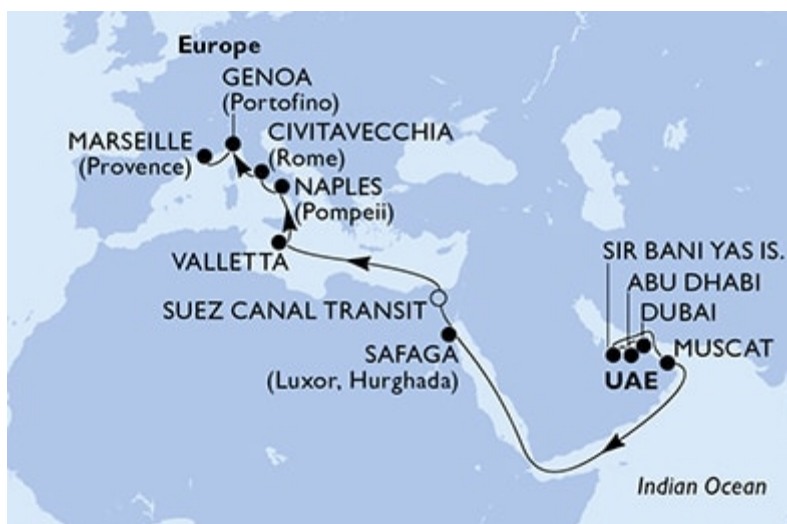 Europe
GENOA
(Portofino)
MARSEILLE
(Provence)
CIVITAVECCHIA
(Rome)
NAPLES
(Pompeii)
VALLETTA
SUEZ CANAL TRANSIT
SAFAGA
(Luxor, Hurghada)
SIR BANI YAS IS.
ABU DHABI
DUBAI
MUSCAT
UAE
Indian Ocean